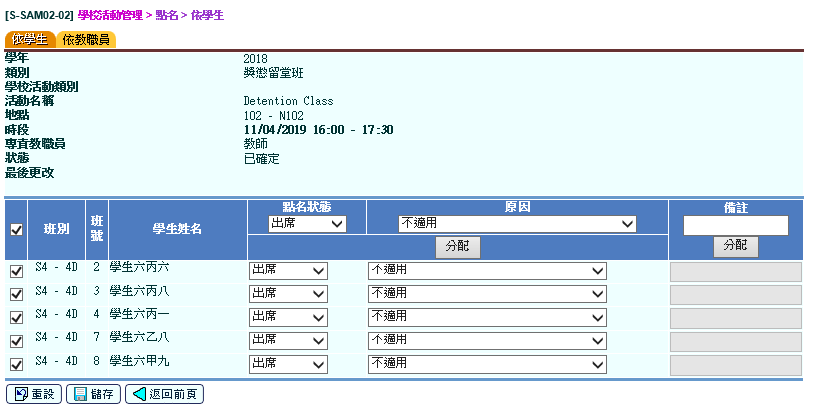 [S-SAM02-02] 學校活動管理 > 點名 > 依學生
依學生 依教職員
學年 2018
類別 獎懲留堂班
學校活動類別
活動名稱 Detention Class
地點 102 - N102
時段 11/04/2019 16:00 - 17:30
專責教職員 教師
狀態 已確定
最後更改
班別 班號 學生姓名 點名狀態 原因 備註
出席 不適用
分配 分配
S4 - 4D 2 學生六丙六 出席 不適用
S4 - 4D 3 學生六丙八 出席 不適用
S4 - 4D 4 學生六丙一 出席 不適用
S4 - 4D 7 學生六乙八 出席 不適用
S4 - 4D 8 學生六甲九 出席 不適用
重設 儲存 返回前頁